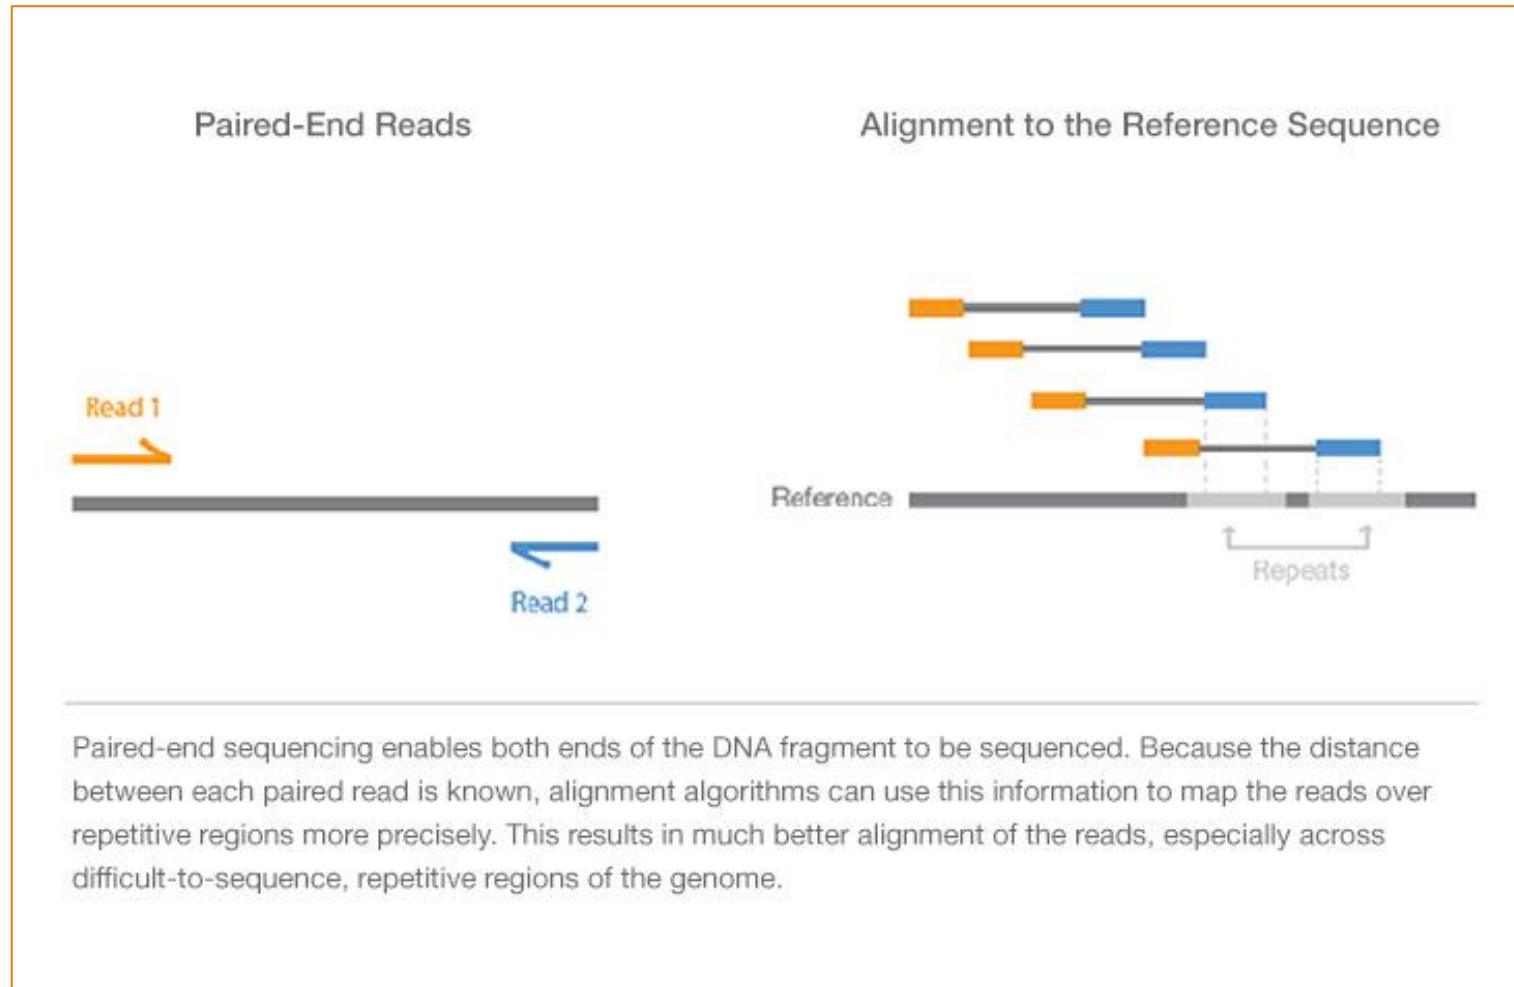 Paired-End Reads
Alignment to the Reference Sequence
Read 1
Reference
Repeats
Read 2
Paired-end sequencing enables both ends of the DNA fragment to be sequenced. Because the distance
between each paired read is known, alignment algorithms can use this information to map the reads over
repetitive regions more precisely. This results in much better alignment of the reads, especially across
difficult-to-sequence, repetitive regions of the genome.